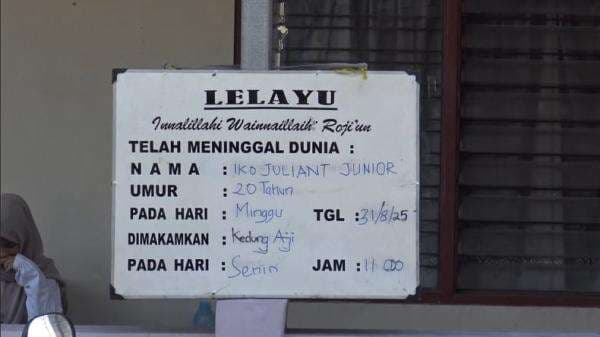 LELAYU
Innalillahi Wainnaillaih Roji'un
TELAH MENINGGAL DUNIA :
NAMA : IKO JULIANT JUNIOR
UMUR : 20 Tahun
PADA HARI : Minggu TGL : 31/8/25
DIMAKAMKAN : Kedung Aji
PADA HARI : Senin JAM : 11 00